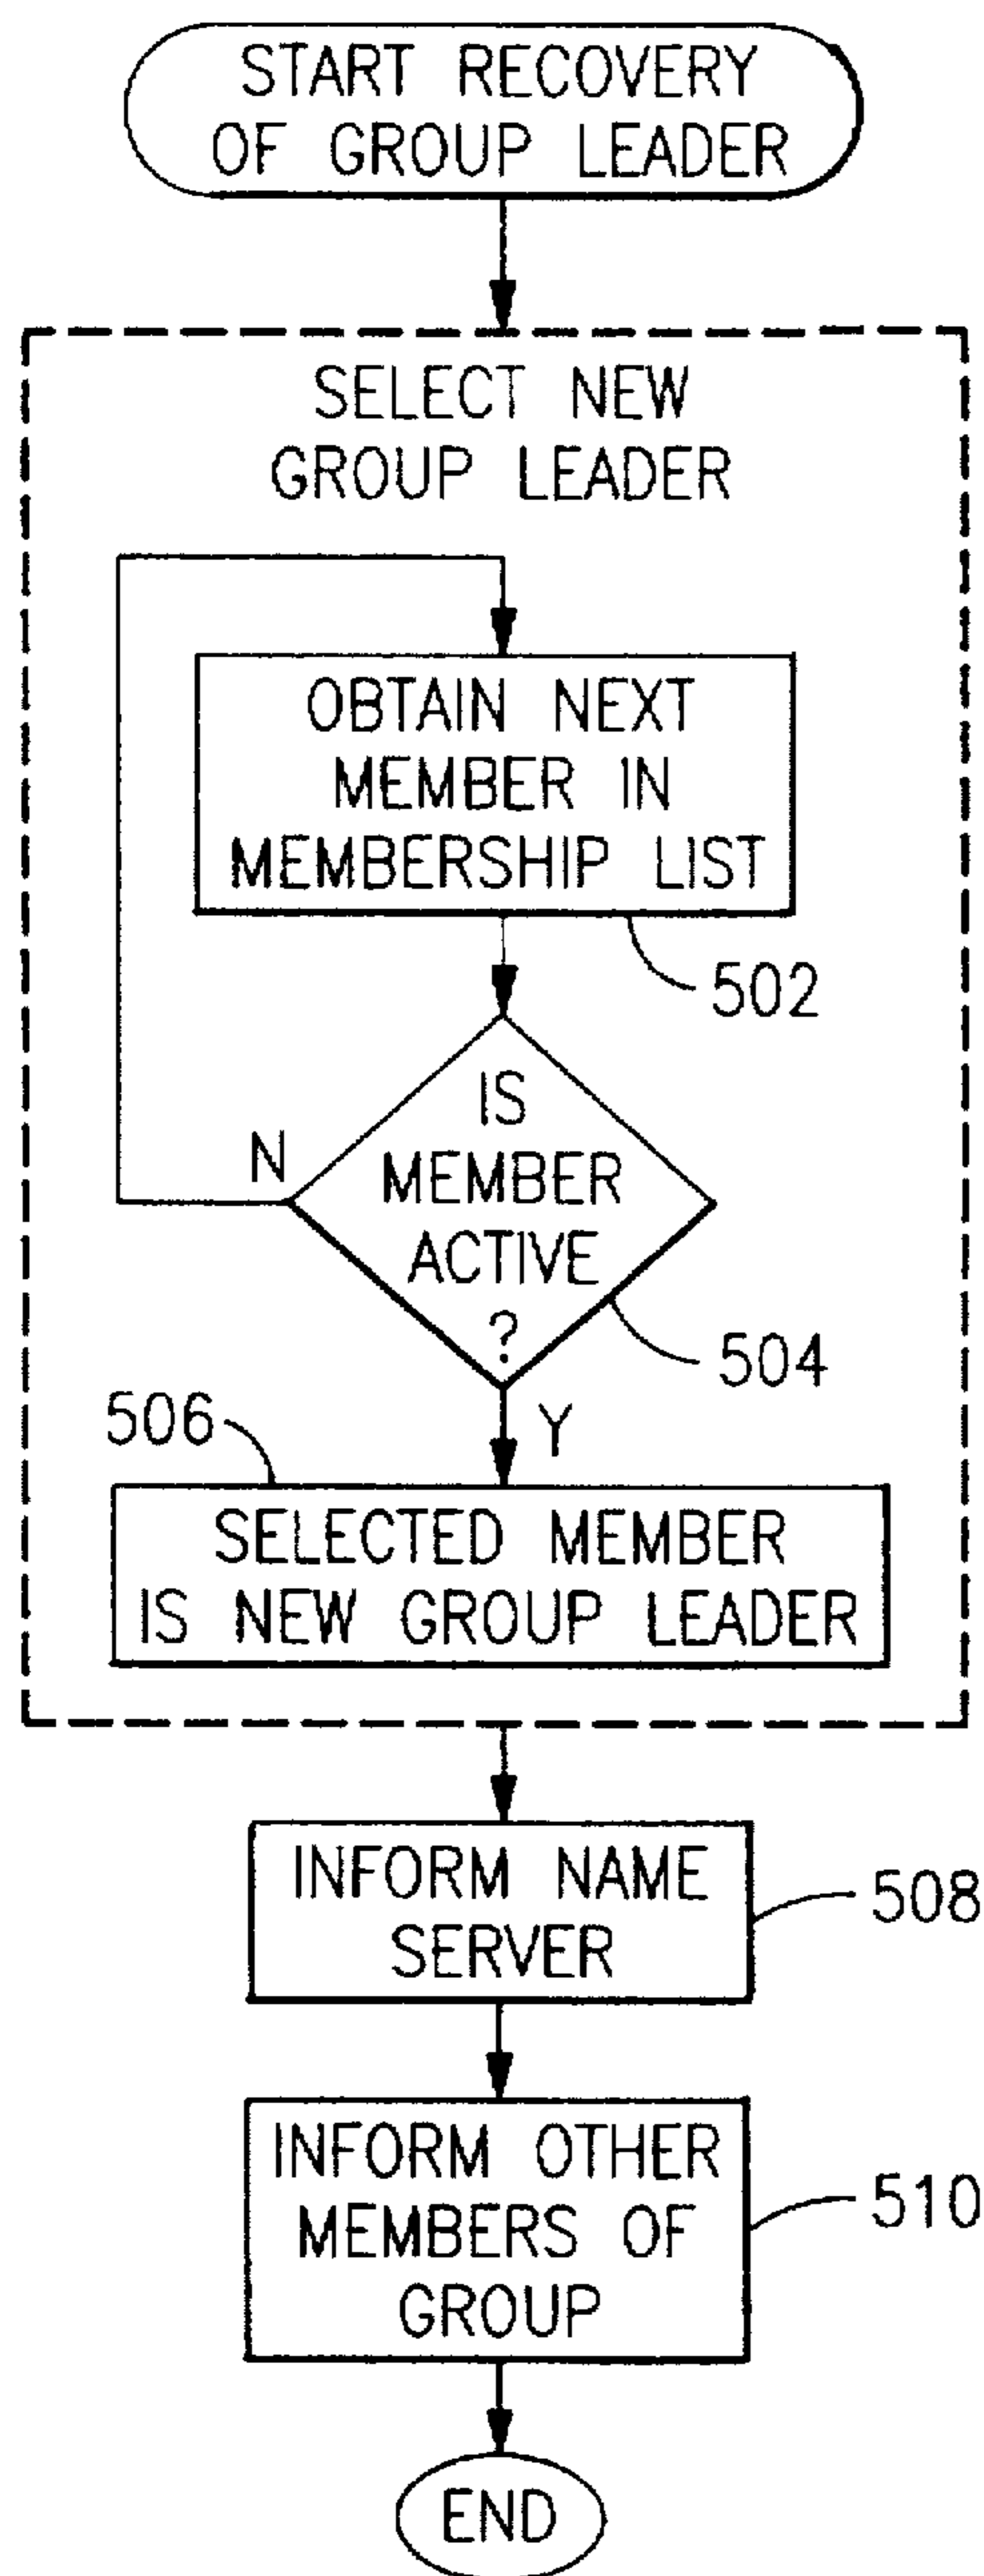 START RECOVERY
OF GROUP LEADER
SELECT NEW
GROUP LEADER
OBTAIN NEXT
MEMBER IN
MEMBERSHIP LIST
502
IS
MEMBER
ACTIVE
?
N
504
Y
506
SELECTED MEMBER
IS NEW GROUP LEADER
INFORM NAME
SERVER
508
INFORM OTHER
MEMBERS OF
GROUP
510
END